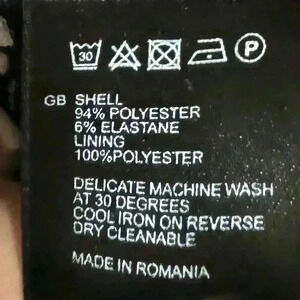 30 P
GB SHELL
94% POLYESTER
6% ELASTANE
LINING
100%POLYESTER
DELICATE MACHINE WASH
AT 30 DEGREES
COOL IRON ON REVERSE
DRY CLEANABLE
MADE IN ROMANIA